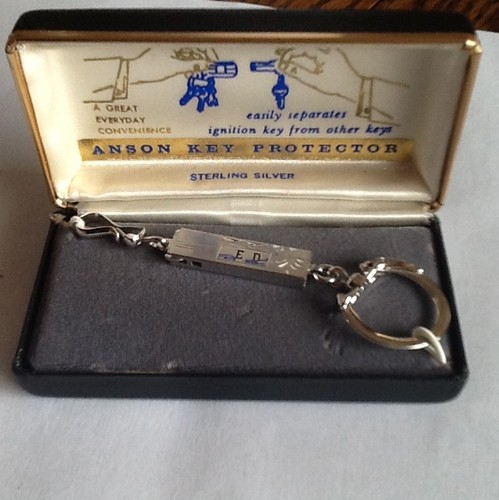 A GREAT
EVERYDAY
CONVENIENCE
easily separates
ignition key from other keys
ANSON KEY PROTECTOR
STERLING SILVER
E D